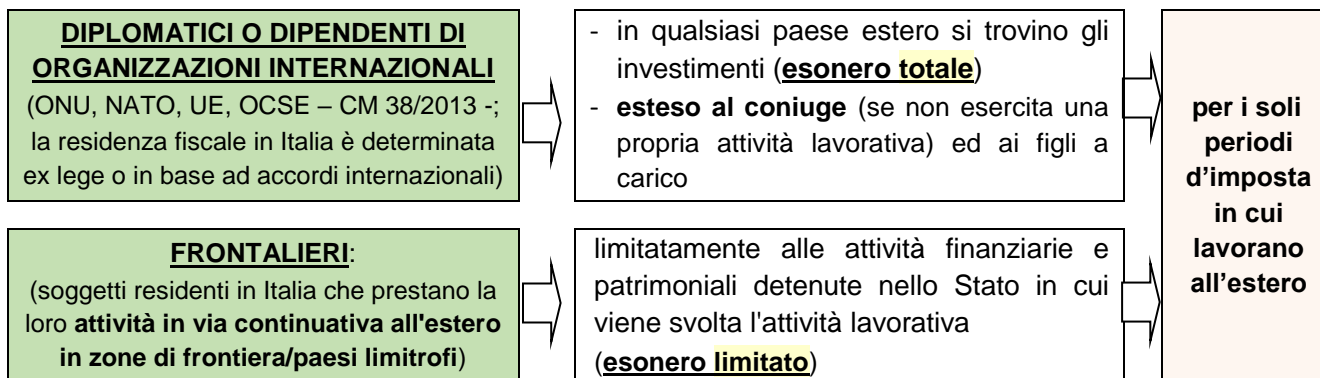 DIPLOMATICI O DIPENDENTI DI
ORGANIZZAZIONI INTERNAZIONALI
(ONU, NATO, UE, OCSE – CM 38/2013 -;
la residenza fiscale in Italia è determinata
ex lege o in base ad accordi internazionali)
- in qualsiasi paese estero si trovino gli
investimenti (esonero totale)
- esteso al coniuge (se non esercita una
propria attività lavorativa) ed ai figli a
carico
FRONTALIERI:
(soggetti residenti in Italia che prestano la
loro attività in via continuativa all'estero
in zone di frontiera/paesi limitrofi)
limitatamente alle attività finanziarie e
patrimoniali detenute nello Stato in cui
viene svolta l'attività lavorativa
(esonero limitato)
per i soli
periodi
d’imposta
in cui
lavorano
all’estero